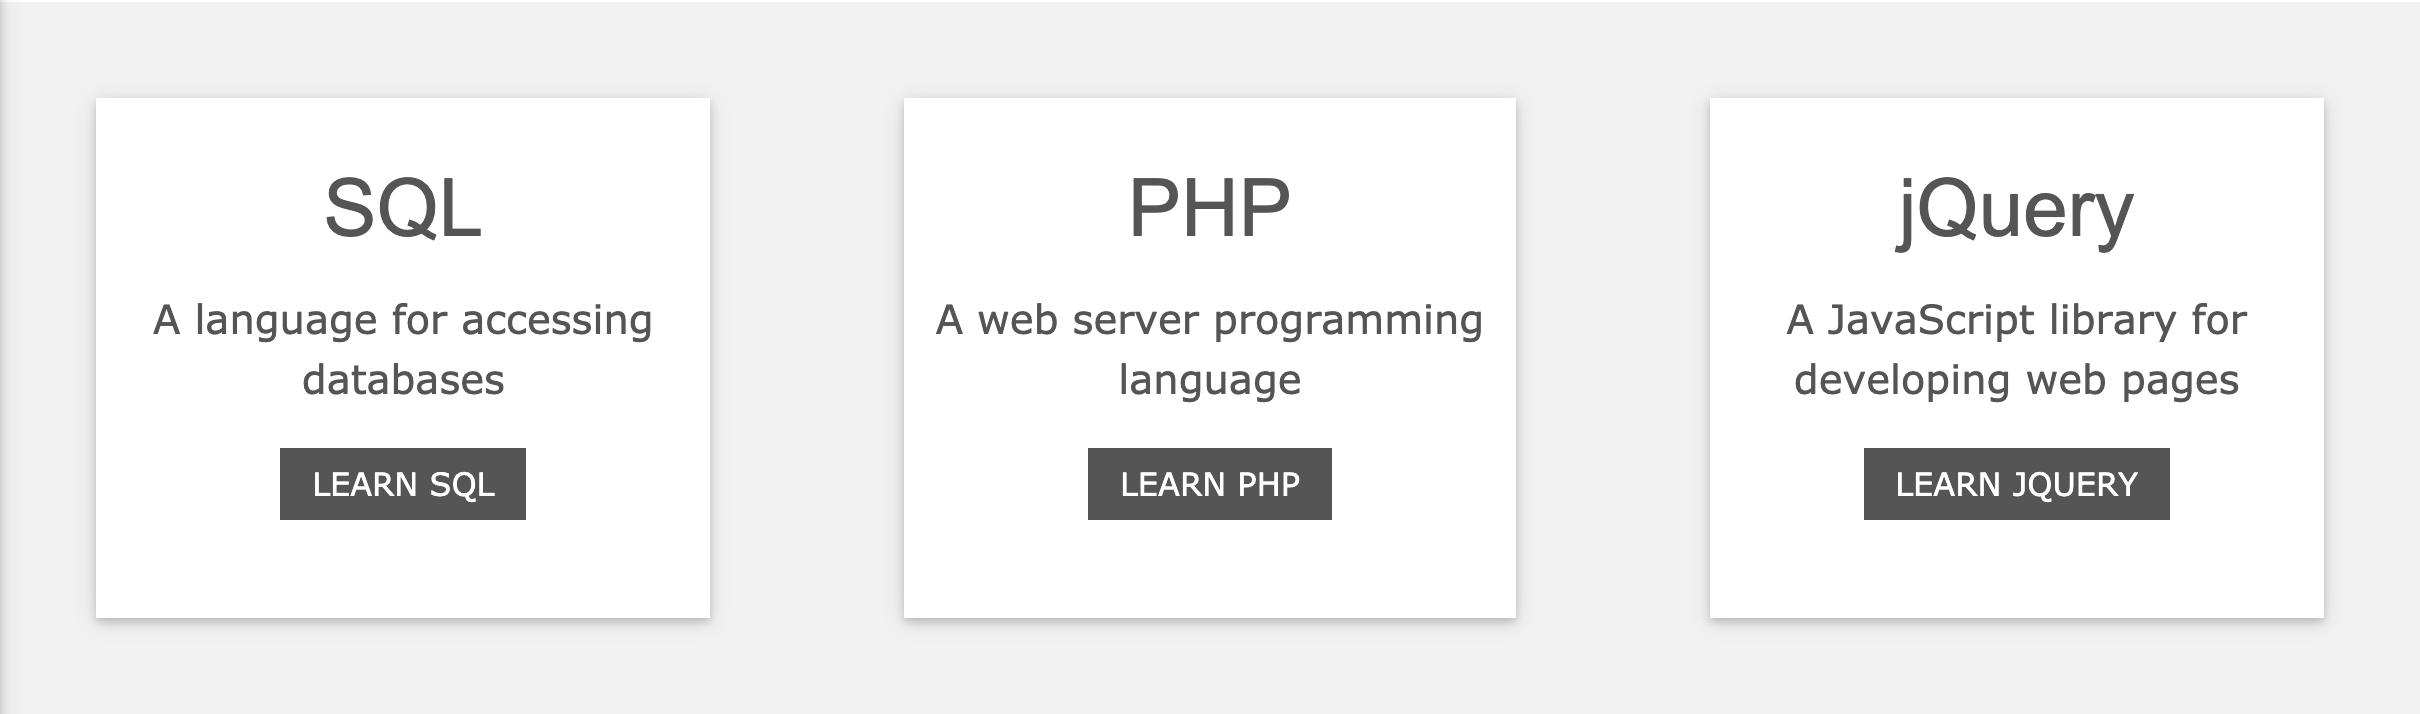 SQL
A language for accessing
databases
LEARN SQL
PHP
A web server programming
language
LEARN PHP
jQuery
A JavaScript library for
developing web pages
LEARN JQUERY